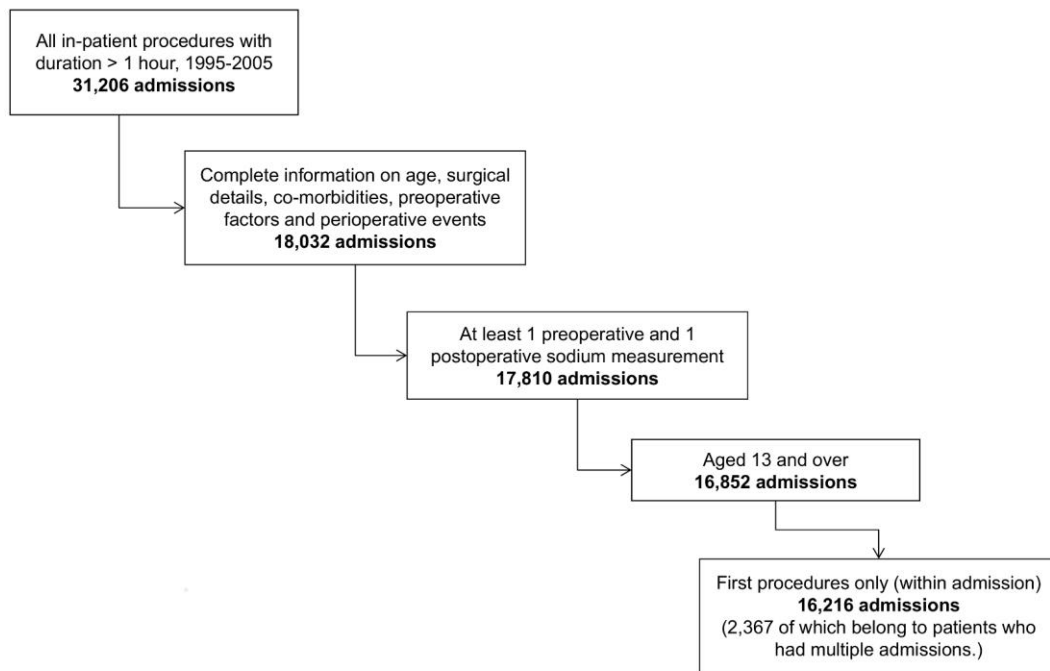 All in-patient procedures with
duration > 1 hour, 1995-2005
31,206 admissions
Complete information on age, surgical
details, co-morbidities, preoperative
factors and perioperative events
18,032 admissions
At least 1 preoperative and 1
postoperative sodium measurement
17,810 admissions
Aged 13 and over
16,852 admissions
First procedures only (within admission)
16,216 admissions
(2,367 of which belong to patients who
had multiple admissions.)